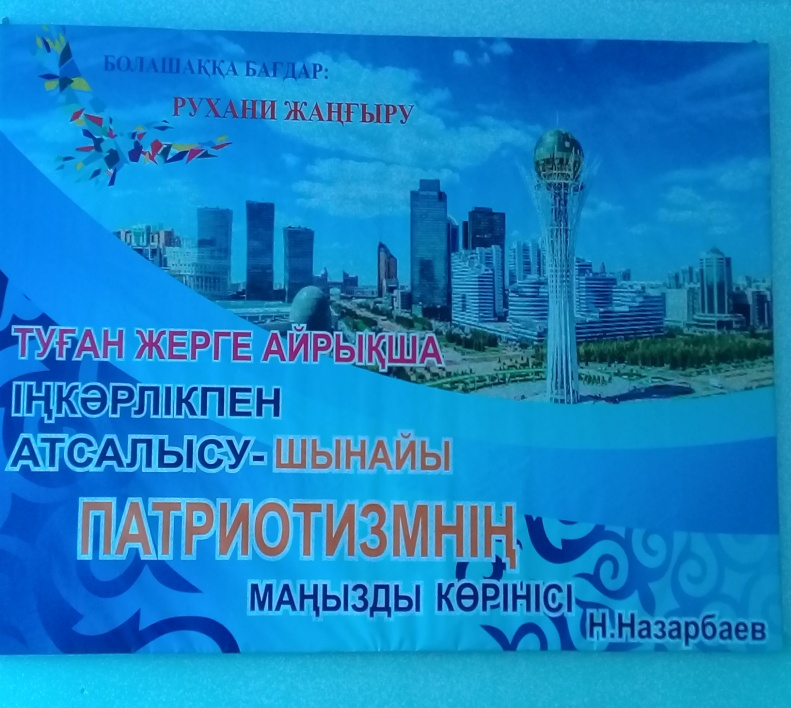 БОЛАШАҚҚА БАҒДАР:
РУХАНИ ЖАҢҒЫРУ
ТУҒАН ЖЕРГЕ АЙРЫҚША
ІҢКӘРЛІКПЕН
АТСАЛЫСУ- ШЫНАЙЫ
ПАТРИОТИЗМНІҢ
МАҢЫЗДЫ КӨРІНІСІ
Н.Назарбаев